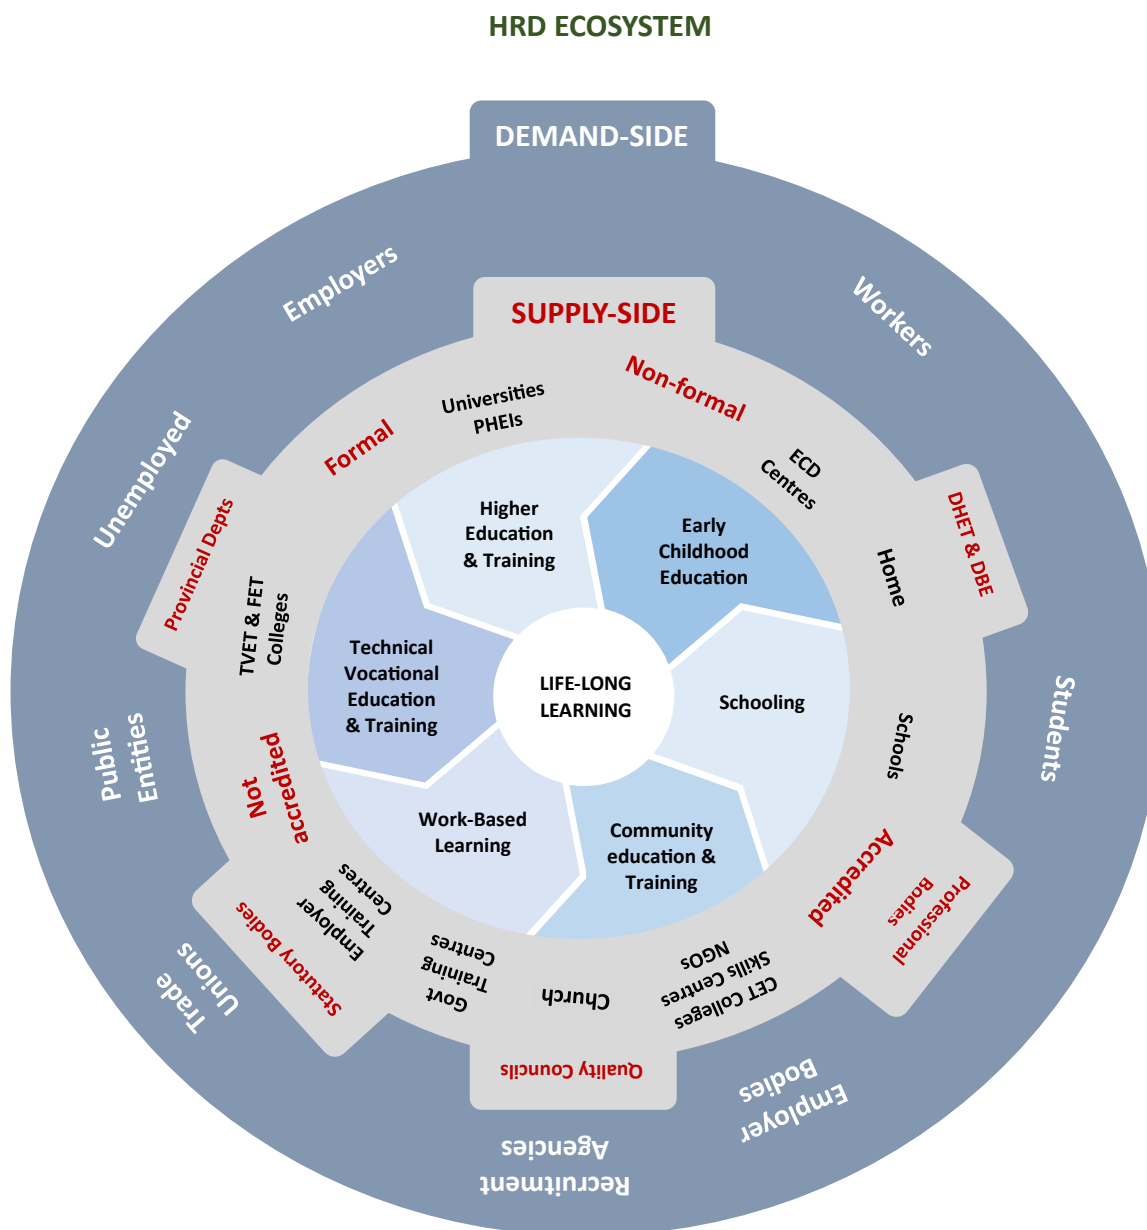 HRD ECOSYSTEM
DEMAND-SIDE
Employers
Workers
SUPPLY-SIDE
Non-formal
Formal
Universities
PHEIs
ECD
Centres
Unemployed
Provincial Depts
DHET & DBE
Higher
Education
& Training
Early
Childhood
Education
Home
TVET & FET
Colleges
Technical
Vocational
Education
& Training
LIFE-LONG
LEARNING
Schooling
Schools
Students
Public
Entities
Not
accredited
Work-Based
Learning
Community
education &
Training
Accredited
Professional
Bodies
Employer
Training
Centres
Statutory Bodies
Trade
Unions
Govt
Training
Centres
Church
CET Colleges
Skills Centres
NGOs
Quality Councils
Employer
Bodies
Recruitment
Agencies